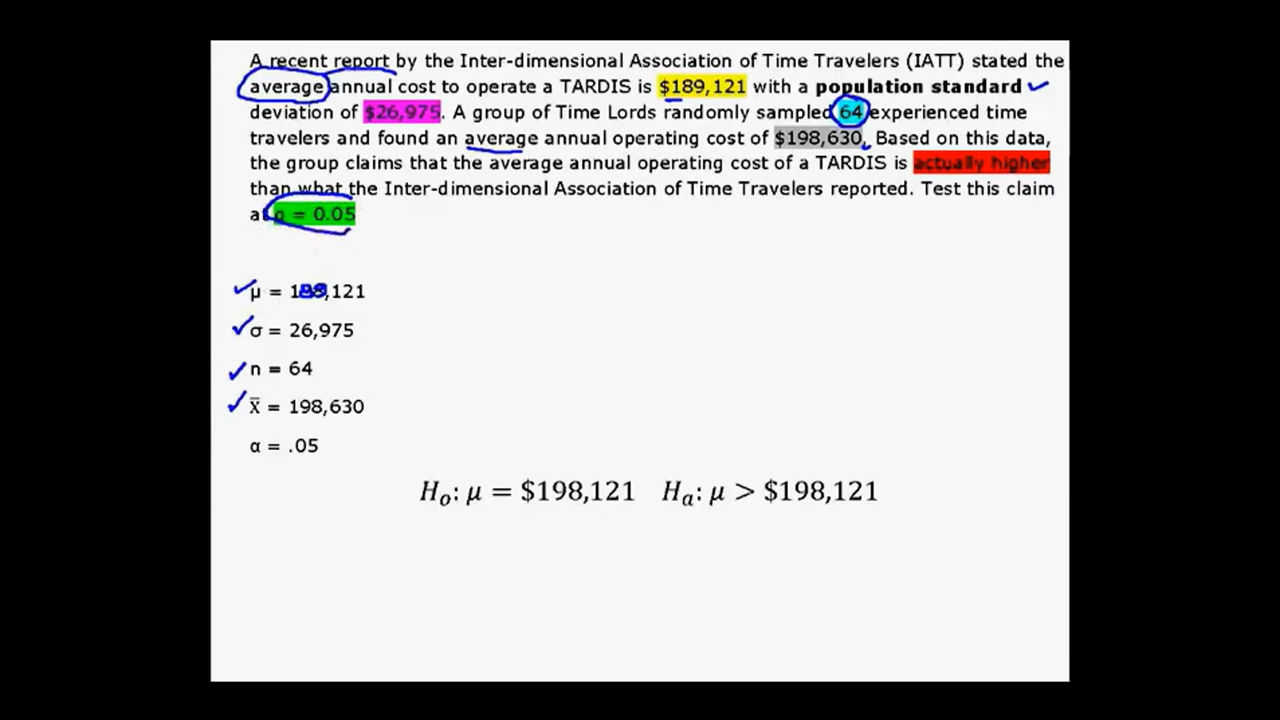 A recent report by the Inter-dimensional Association of Time Travelers (IATT) stated the
average annual cost to operate a TARDIS is $189,121 with a population standard
deviation of $26,975. A group of Time Lords randomly sampled 64 experienced time
travelers and found an average annual operating cost of $198,630. Based on this data,
the group claims that the average annual operating cost of a TARDIS is actually higher
than what the Inter-dimensional Association of Time Travelers reported. Test this claim
at α = 0.05
μ = 189,121
σ = 26,975
n = 64
X̅ = 198,630
α = .05
Hₒ: μ = $198,121 Hₐ: μ > $198,121